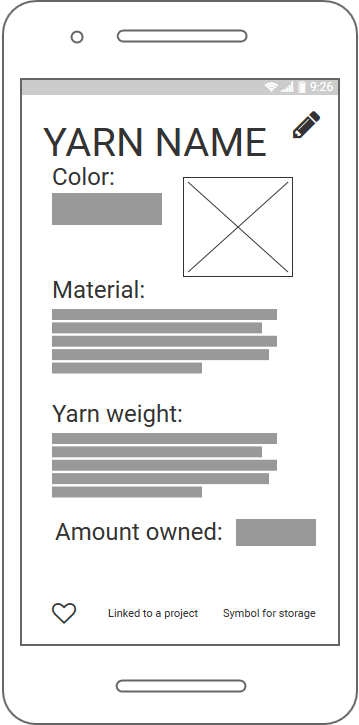 9:26
YARN NAME
Color:
Material:
Yarn weight:
Amount owned:
Linked to a project
Symbol for storage